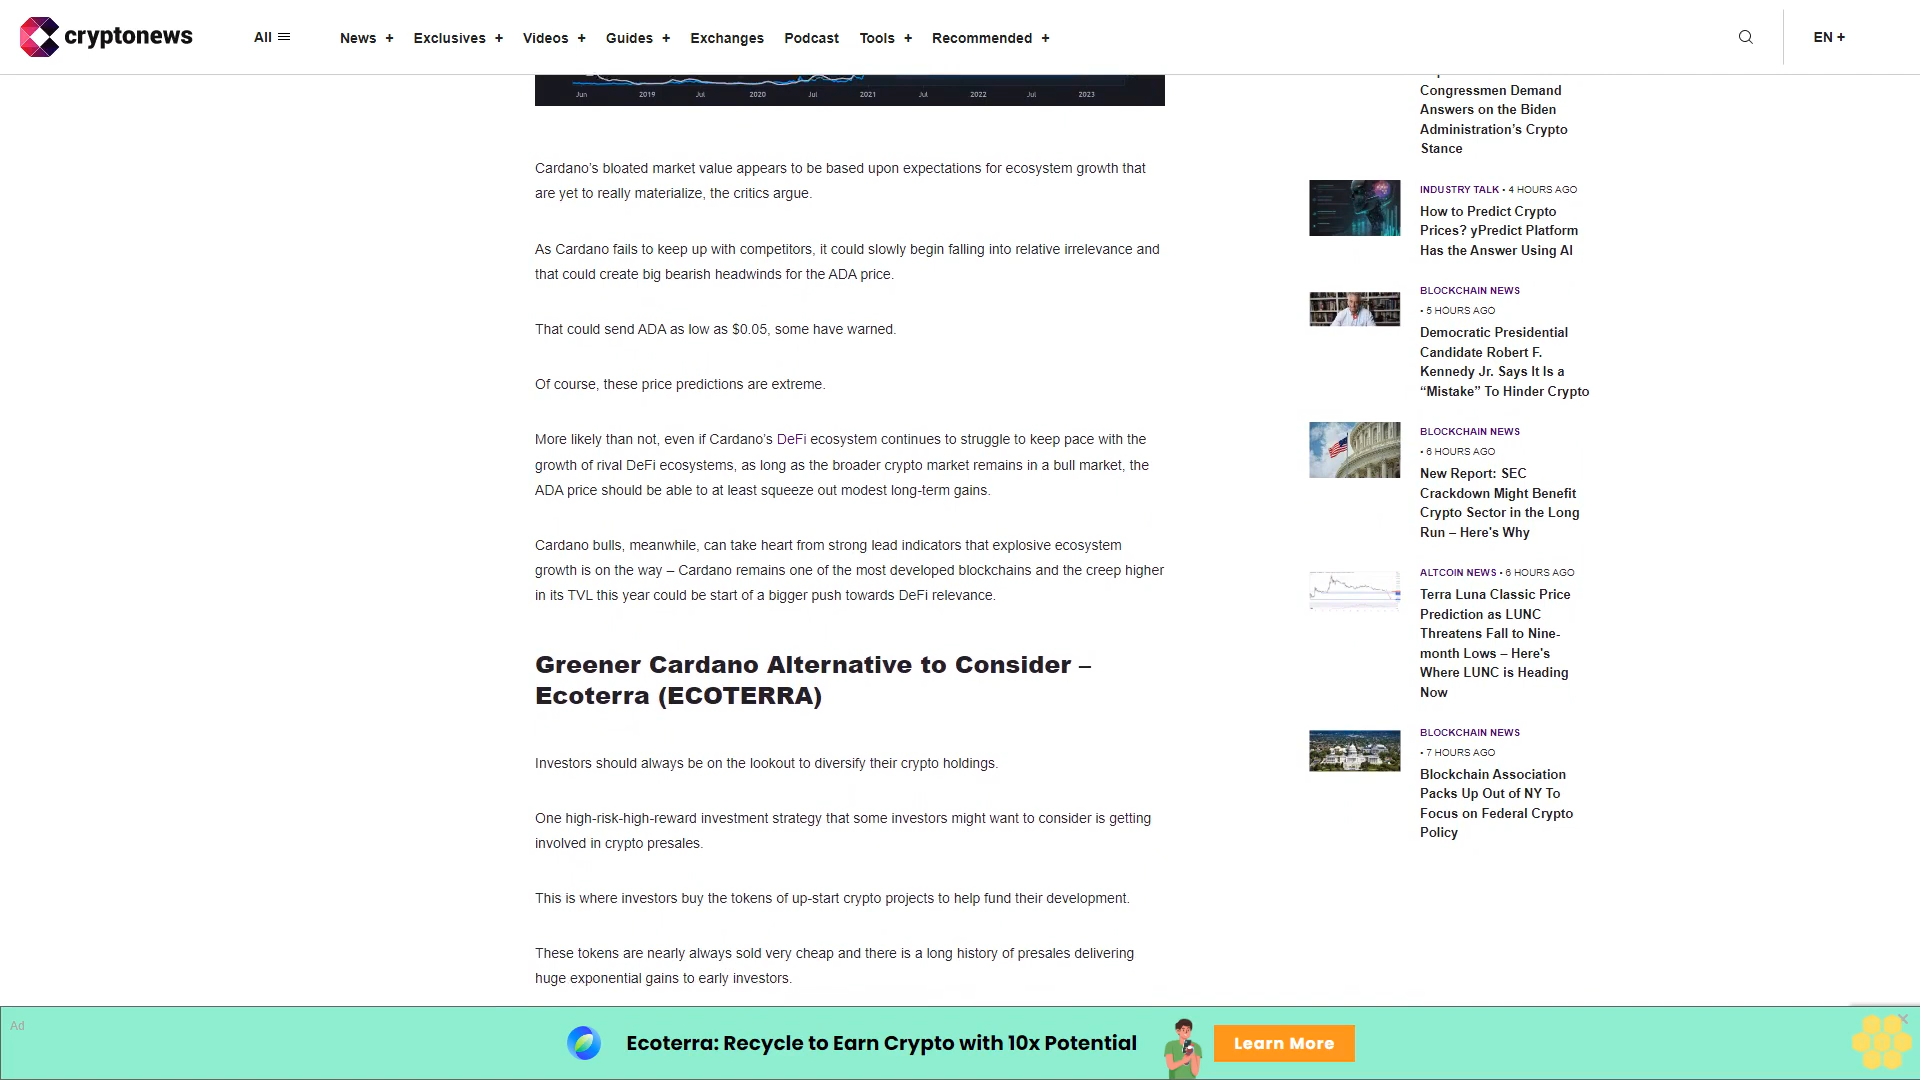 cryptonews
All
News +
Exclusives +
Videos +
Guides +
Exchanges
Podcast
Tools +
Recommended +
EN +
Jun 2019 Jul 2020 Jul 2021 Jul 2022 Jul 2023
Cardano’s bloated market value appears to be based upon expectations for ecosystem growth that
are yet to really materialize, the critics argue.
As Cardano fails to keep up with competitors, it could slowly begin falling into relative irrelevance and
that could create big bearish headwinds for the ADA price.
That could send ADA as low as $0.05, some have warned.
Of course, these price predictions are extreme.
More likely than not, even if Cardano’s DeFi ecosystem continues to struggle to keep pace with the
growth of rival DeFi ecosystems, as long as the broader crypto market remains in a bull market, the
ADA price should be able to at least squeeze out modest long-term gains.
Cardano bulls, meanwhile, can take heart from strong lead indicators that explosive ecosystem
growth is on the way – Cardano remains one of the most developed blockchains and the creep higher
in its TVL this year could be start of a bigger push towards DeFi relevance.
Greener Cardano Alternative to Consider –
Ecoterra (ECOTERRA)
Investors should always be on the lookout to diversify their crypto holdings.
One high-risk-high-reward investment strategy that some investors might want to consider is getting
involved in crypto presales.
This is where investors buy the tokens of up-start crypto projects to help fund their development.
These tokens are nearly always sold very cheap and there is a long history of presales delivering
huge exponential gains to early investors.
Congressmen Demand
Answers on the Biden
Administration’s Crypto
Stance
INDUSTRY TALK • 4 HOURS AGO
How to Predict Crypto
Prices? yPredict Platform
Has the Answer Using AI
BLOCKCHAIN NEWS
• 5 HOURS AGO
Democratic Presidential
Candidate Robert F.
Kennedy Jr. Says It Is a
“Mistake” To Hinder Crypto
BLOCKCHAIN NEWS
• 6 HOURS AGO
New Report: SEC
Crackdown Might Benefit
Crypto Sector in the Long
Run – Here's Why
ALTCOIN NEWS • 6 HOURS AGO
Terra Luna Classic Price
Prediction as LUNC
Threatens Fall to Nine-
month Lows – Here's
Where LUNC is Heading
Now
BLOCKCHAIN NEWS
• 7 HOURS AGO
Blockchain Association
Packs Up Out of NY To
Focus on Federal Crypto
Policy
Ad
Ecoterra: Recycle to Earn Crypto with 10x Potential
Learn More